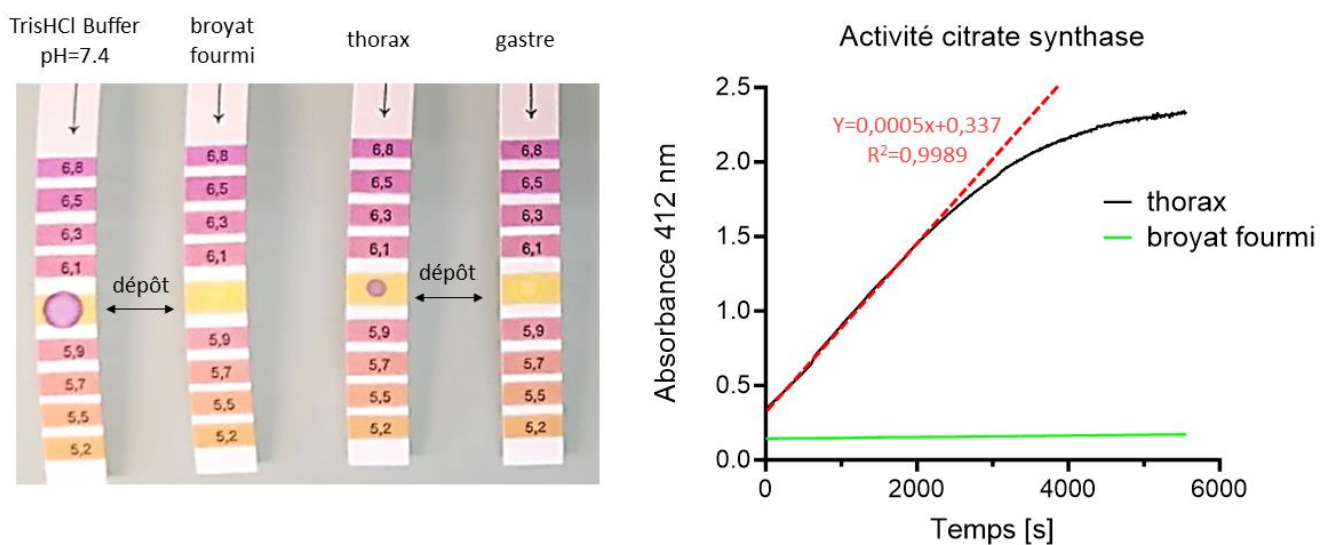 TrisHCl Buffer
pH=7.4
broyat
fourmi
thorax
gastre
6,8
6,5
6,3
6,1
5,9
5,7
5,5
5,2
6,8
6,5
6,3
6,1
5,9
5,7
5,5
5,2
6,8
6,5
6,3
6,1
5,9
5,7
5,5
5,2
6,8
6,5
6,3
6,1
5,9
5,7
5,5
5,2
dépôt
dépôt
Activité citrate synthase
Absorbance 412 nm
2.5
2.0
1.5
1.0
0.5
0.0
Y=0,0005x+0,337
R²=0,9989
thorax
broyat fourmi
0
2000
4000
6000
Temps [s]